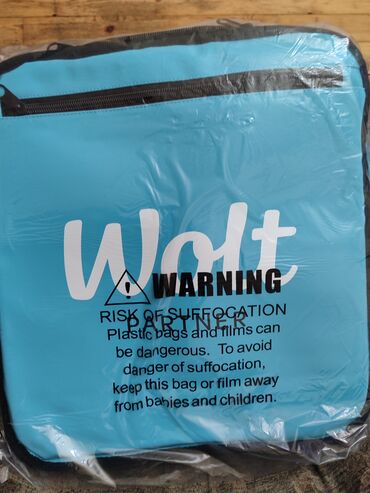 Wolt
WARNING
RISK OF SUFFOCATION
PARTNER
Plastic bags and films can
be dangerous. To avoid
danger of suffocation,
keep this bag or film away
from babies and children.